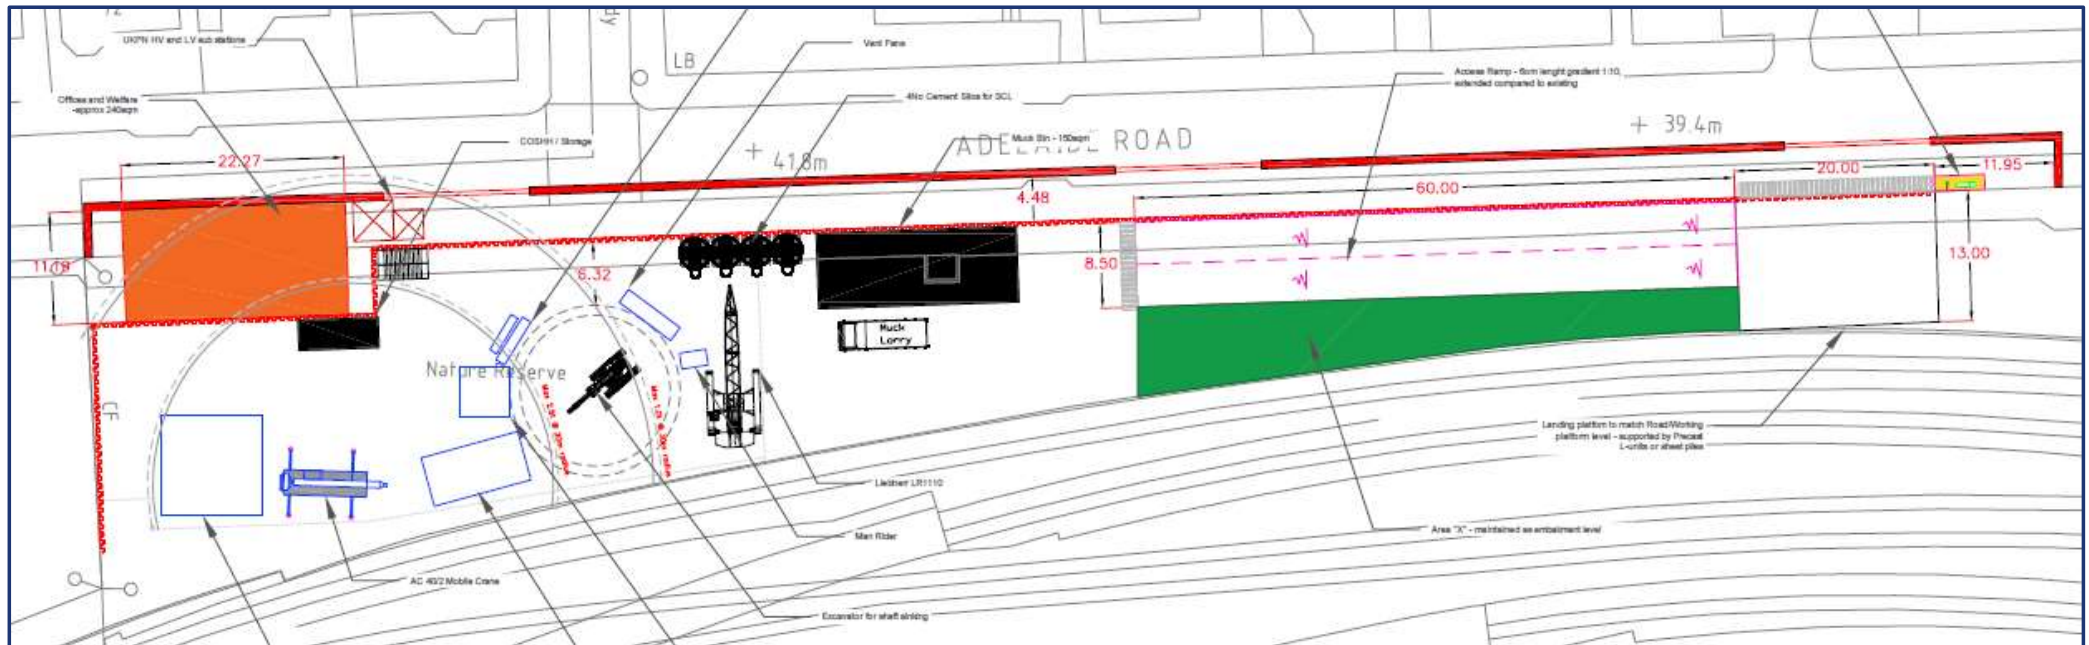 UKPN HV and LV sub stations
Vent Fans
LB
Offices and Welfare
-approx 240sqm
4No Cement Silos for SCL
Access Ramp - 60m lenght gradient 1:10,
extended compared to existing
COSHH / Storage
Muck Bin - 150sqm
ADELAIDE ROAD
+ 39.4m
+ 41.8m
22.27
20.00
11.95
60.00
4.48
11.19
6.32
8.50
13.00
Muck
Lorry
Nature Reserve
CF
Landing platfom to match Road/Working
platform level - supported by Precast
L-units or sheet piles
Liebherr LR1110
Area "X" - maintained as embankment level
Man Rider
AC 40/2 Mobile Crane
Excavator for shaft sinking